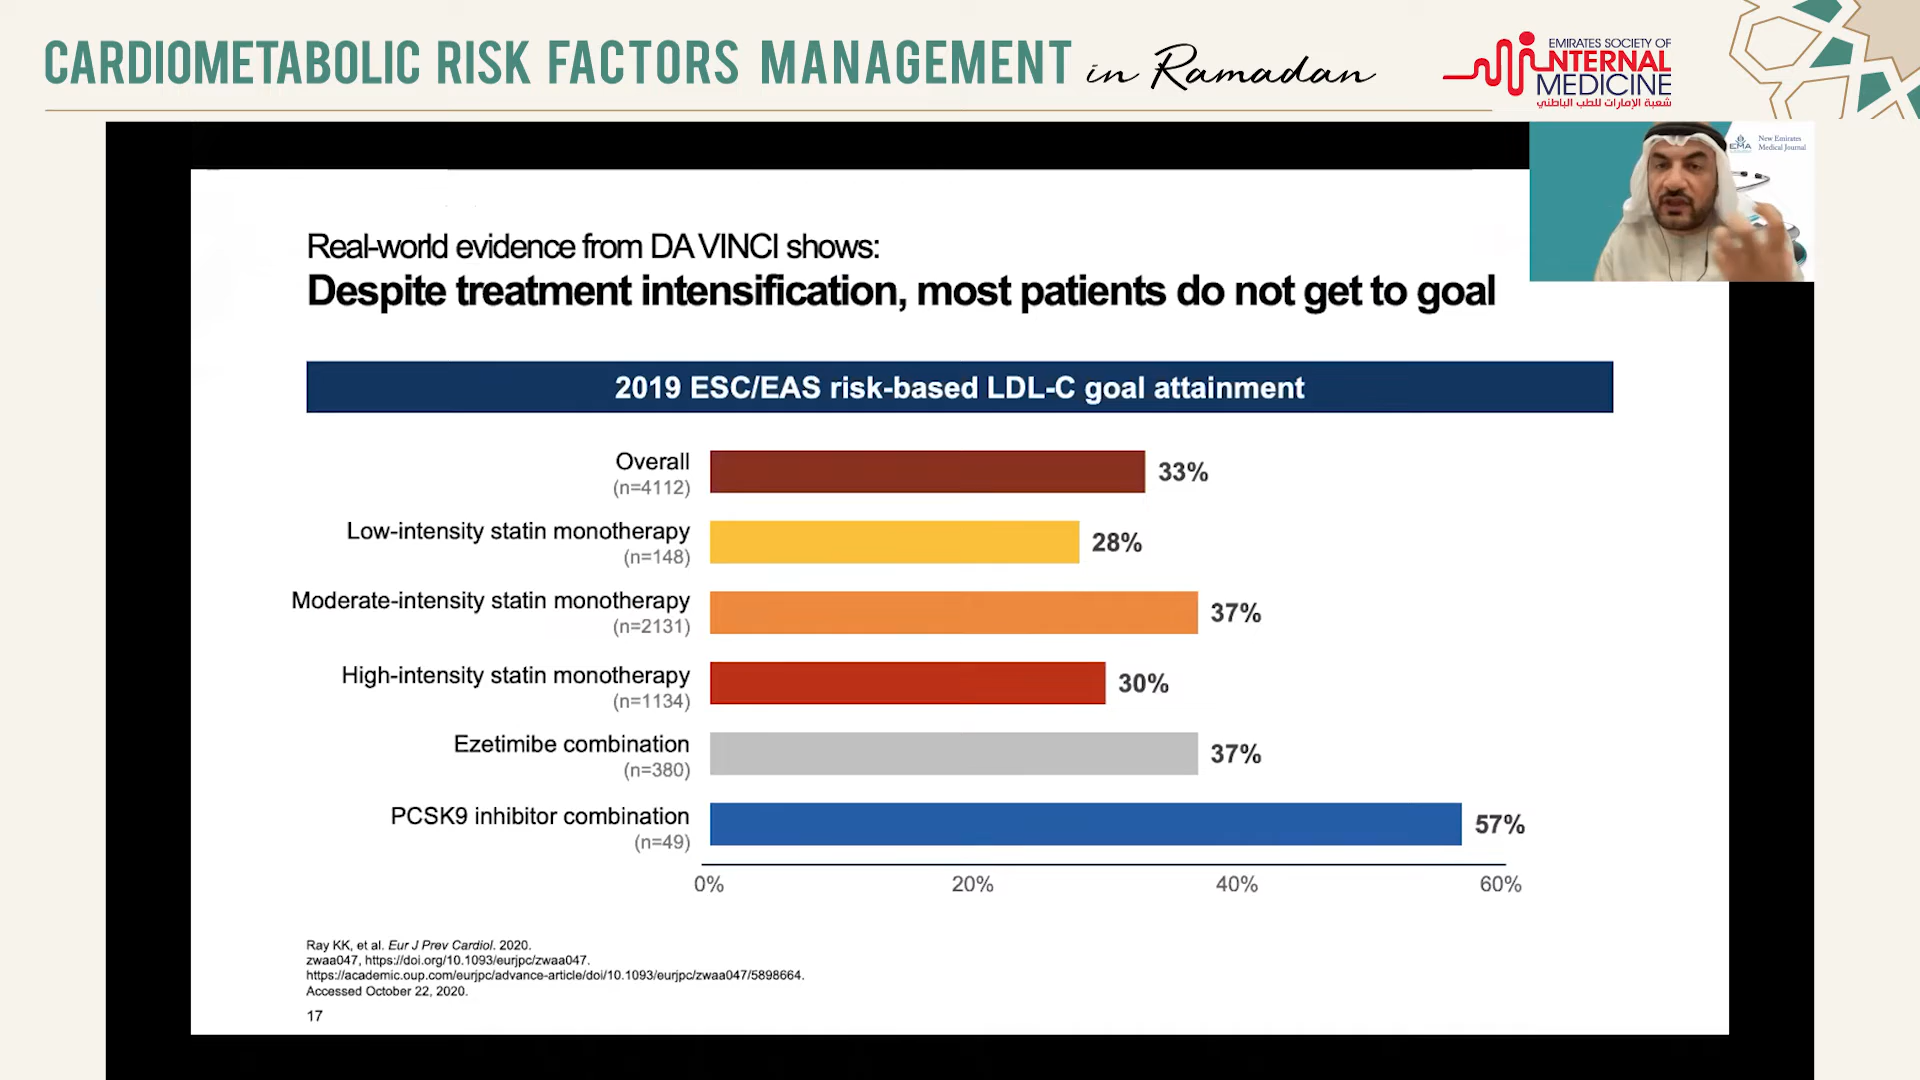 CARDIOMETABOLIC RISK FACTORS MANAGEMENT in Ramadan
EMIRATES SOCIETY OF
INTERNAL
MEDICINE
شعبة الإمارات للطب الباطني
EMA
New Emirates
Medical Journal
Real-world evidence from DA VINCI shows:
Despite treatment intensification, most patients do not get to goal
2019 ESC/EAS risk-based LDL-C goal attainment
Overall
(n=4112)
33%
Low-intensity statin monotherapy
(n=148)
28%
Moderate-intensity statin monotherapy
(n=2131)
37%
High-intensity statin monotherapy
(n=1134)
30%
Ezetimibe combination
(n=380)
37%
PCSK9 inhibitor combination
(n=49)
57%
0% 20% 40% 60%
Ray KK, et al. Eur J Prev Cardiol. 2020.
zwaa047, https://doi.org/10.1093/eurjpc/zwaa047.
https://academic.oup.com/eurjpc/advance-article/doi/10.1093/eurjpc/zwaa047/5898664.
Accessed October 22, 2020.
17